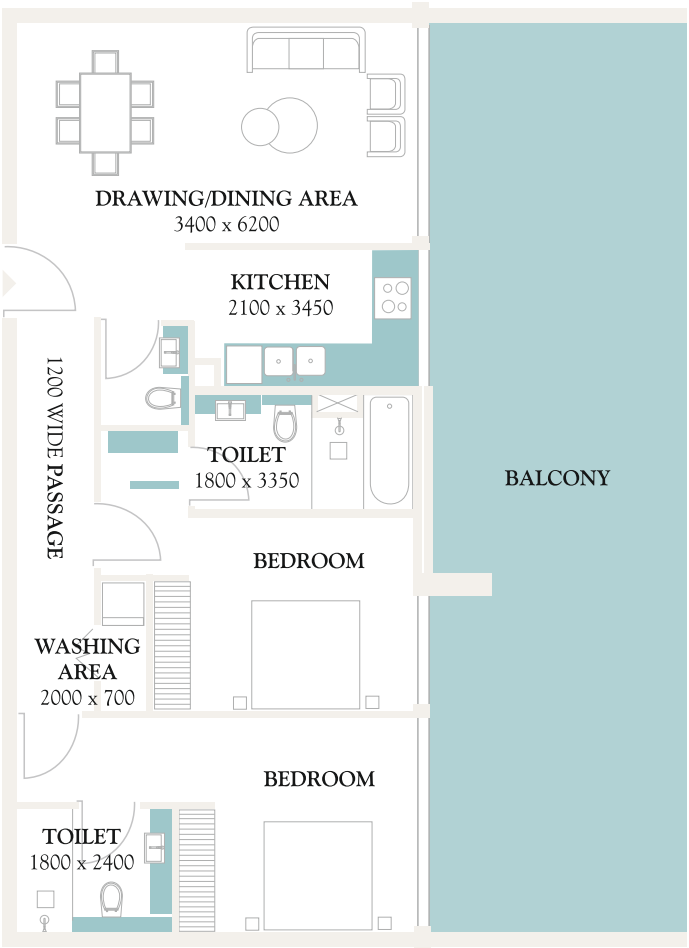 DRAWING/DINING AREA
3400 x 6200
KITCHEN
2100 x 3450
1200 WIDE PASSAGE
TOILET
1800 x 3350
BALCONY
BEDROOM
WASHING
AREA
2000 x 700
BEDROOM
TOILET
1800 x 2400